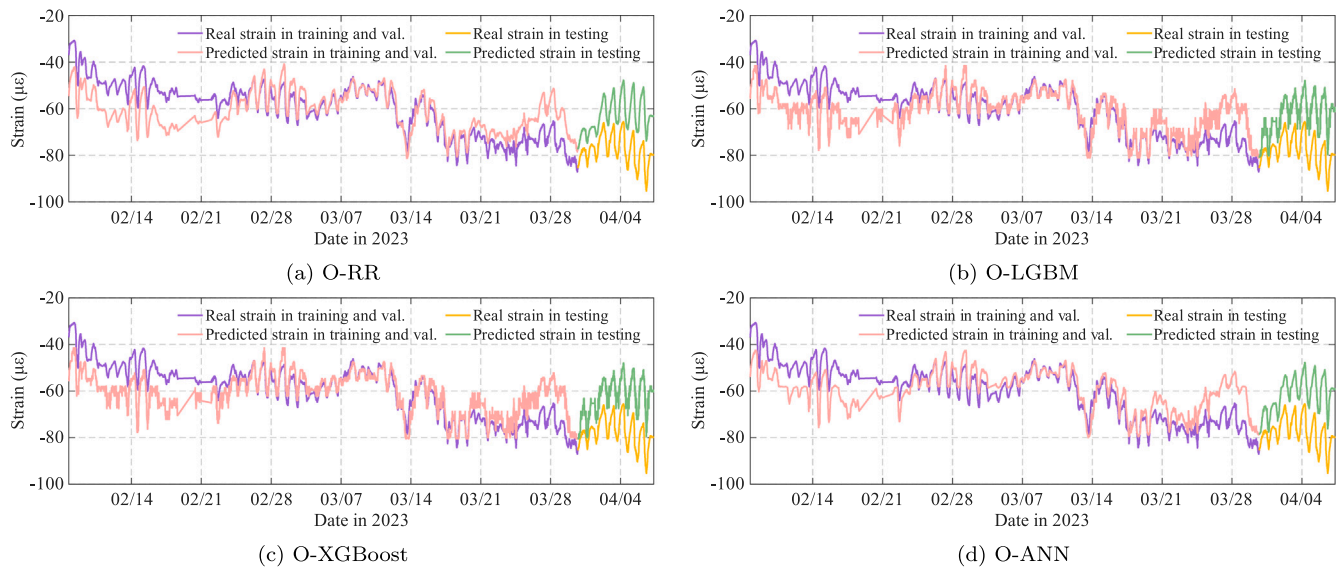 -20
-40
-60
-80
-100
Strain (με)
Real strain in training and val.
Real strain in testing
Predicted strain in training and val.
Predicted strain in testing
02/14 02/21 02/28 03/07 03/14 03/21 03/28 04/04
Date in 2023
(a) O-RR
-20
-40
-60
-80
-100
Strain (με)
Real strain in training and val.
Real strain in testing
Predicted strain in training and val.
Predicted strain in testing
02/14 02/21 02/28 03/07 03/14 03/21 03/28 04/04
Date in 2023
(b) O-LGBM
-20
-40
-60
-80
-100
Strain (με)
Real strain in training and val.
Real strain in testing
Predicted strain in training and val.
Predicted strain in testing
02/14 02/21 02/28 03/07 03/14 03/21 03/28 04/04
Date in 2023
(c) O-XGBoost
-20
-40
-60
-80
-100
Strain (με)
Real strain in training and val.
Real strain in testing
Predicted strain in training and val.
Predicted strain in testing
02/14 02/21 02/28 03/07 03/14 03/21 03/28 04/04
Date in 2023
(d) O-ANN